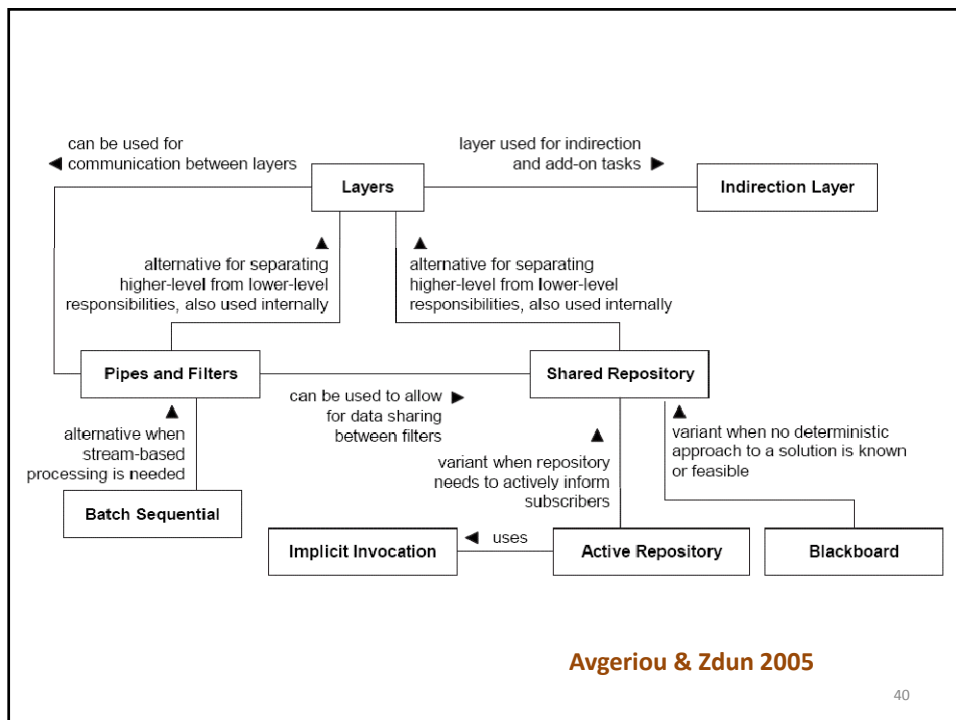 can be used for
communication between layers
layer used for indirection
and add-on tasks
Layers
Indirection Layer
alternative for separating
higher-level from lower-level
responsibilities, also used internally
alternative for separating
higher-level from lower-level
responsibilities, also used internally
Pipes and Filters
Shared Repository
can be used to allow
for data sharing
between filters
alternative when
stream-based
processing is needed
variant when no deterministic
approach to a solution is known
or feasible
variant when repository
needs to actively inform
subscribers
Batch Sequential
Implicit Invocation
uses
Active Repository
Blackboard
Avgeriou & Zdun 2005
40